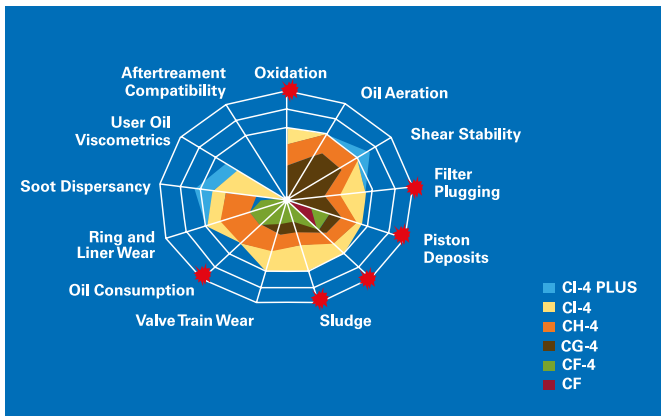 Aftertreament
Compatibility
Oxidation
Oil Aeration
User Oil
Viscometrics
Shear Stability
Soot Dispersancy
Filter
Plugging
Ring and
Liner Wear
Piston
Deposits
Oil Consumption
Valve Train Wear
Sludge
CI-4 PLUS
CI-4
CH-4
CG-4
CF-4
CF